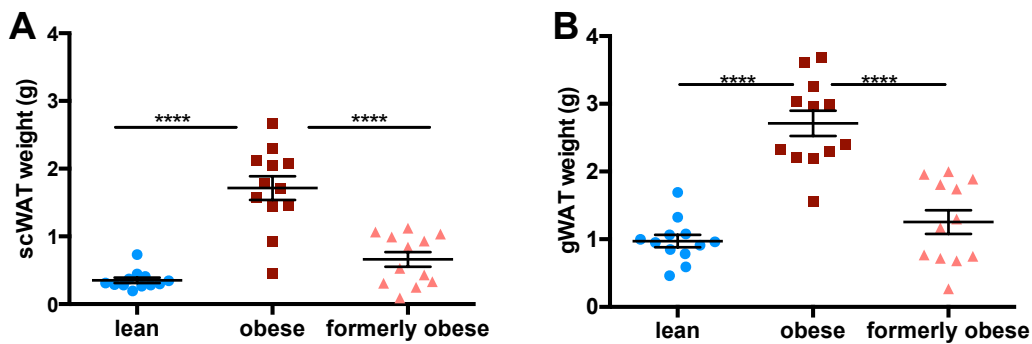 A
scWAT weight (g)
4
3
2
1
0
****
****
lean
obese
formerly obese
B
gWAT weight (g)
4
3
2
1
0
****
****
lean
obese
formerly obese